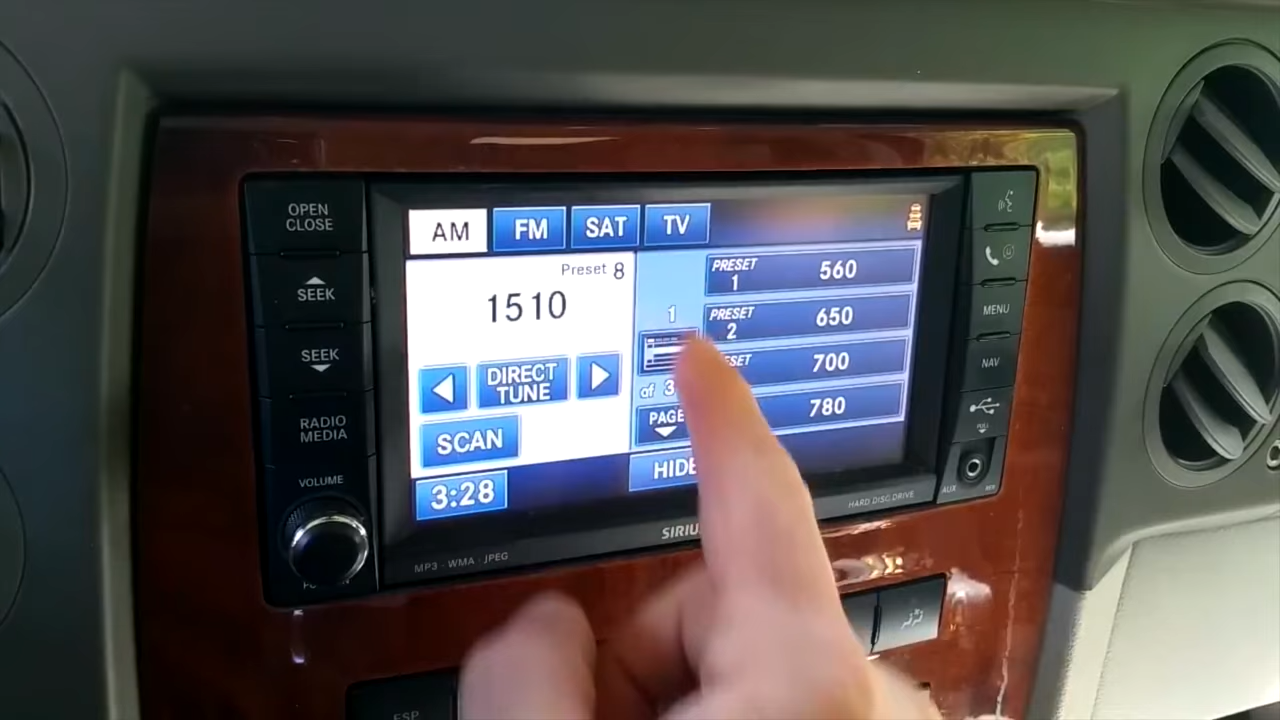 OPEN
CLOSE
SEEK
SEEK
RADIO
MEDIA
VOLUME
AM
FM
SAT
TV
Preset 8
1510
DIRECT
TUNE
SCAN
3:28
1
of 3
PAGE
HIDE
PRESET
1
560
PRESET
2
650
700
780
MENU
NAV
PULL
AUX
MP3 · WMA · JPEG
HARD DISC DRIVE
ESP